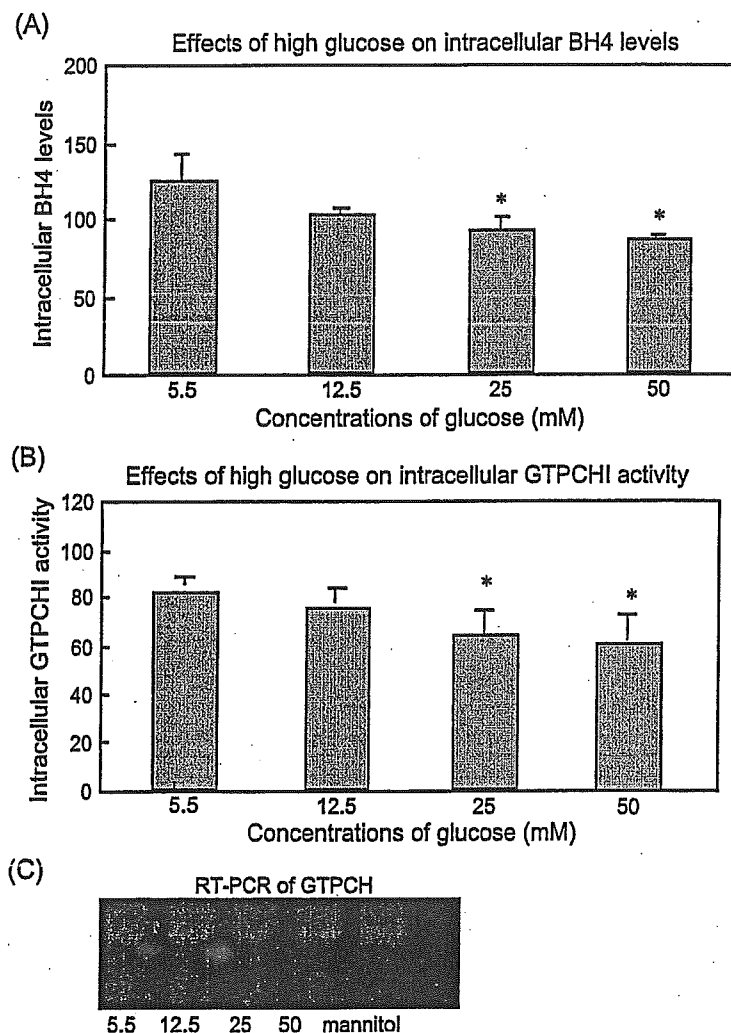 (A)
Effects of high glucose on intracellular BH4 levels
200
150
100
50
0
Intracellular BH4 levels
*
*
5.5 12.5 25 50
Concentrations of glucose (mM)
(B)
Effects of high glucose on intracellular GTPCHI activity
120
100
80
60
40
20
0
Intracellular GTPCHI activity
*
*
5.5 12.5 25 50
Concentrations of glucose (mM)
(C)
RT-PCR of GTPCH
5.5 12.5 25 50 mannitol